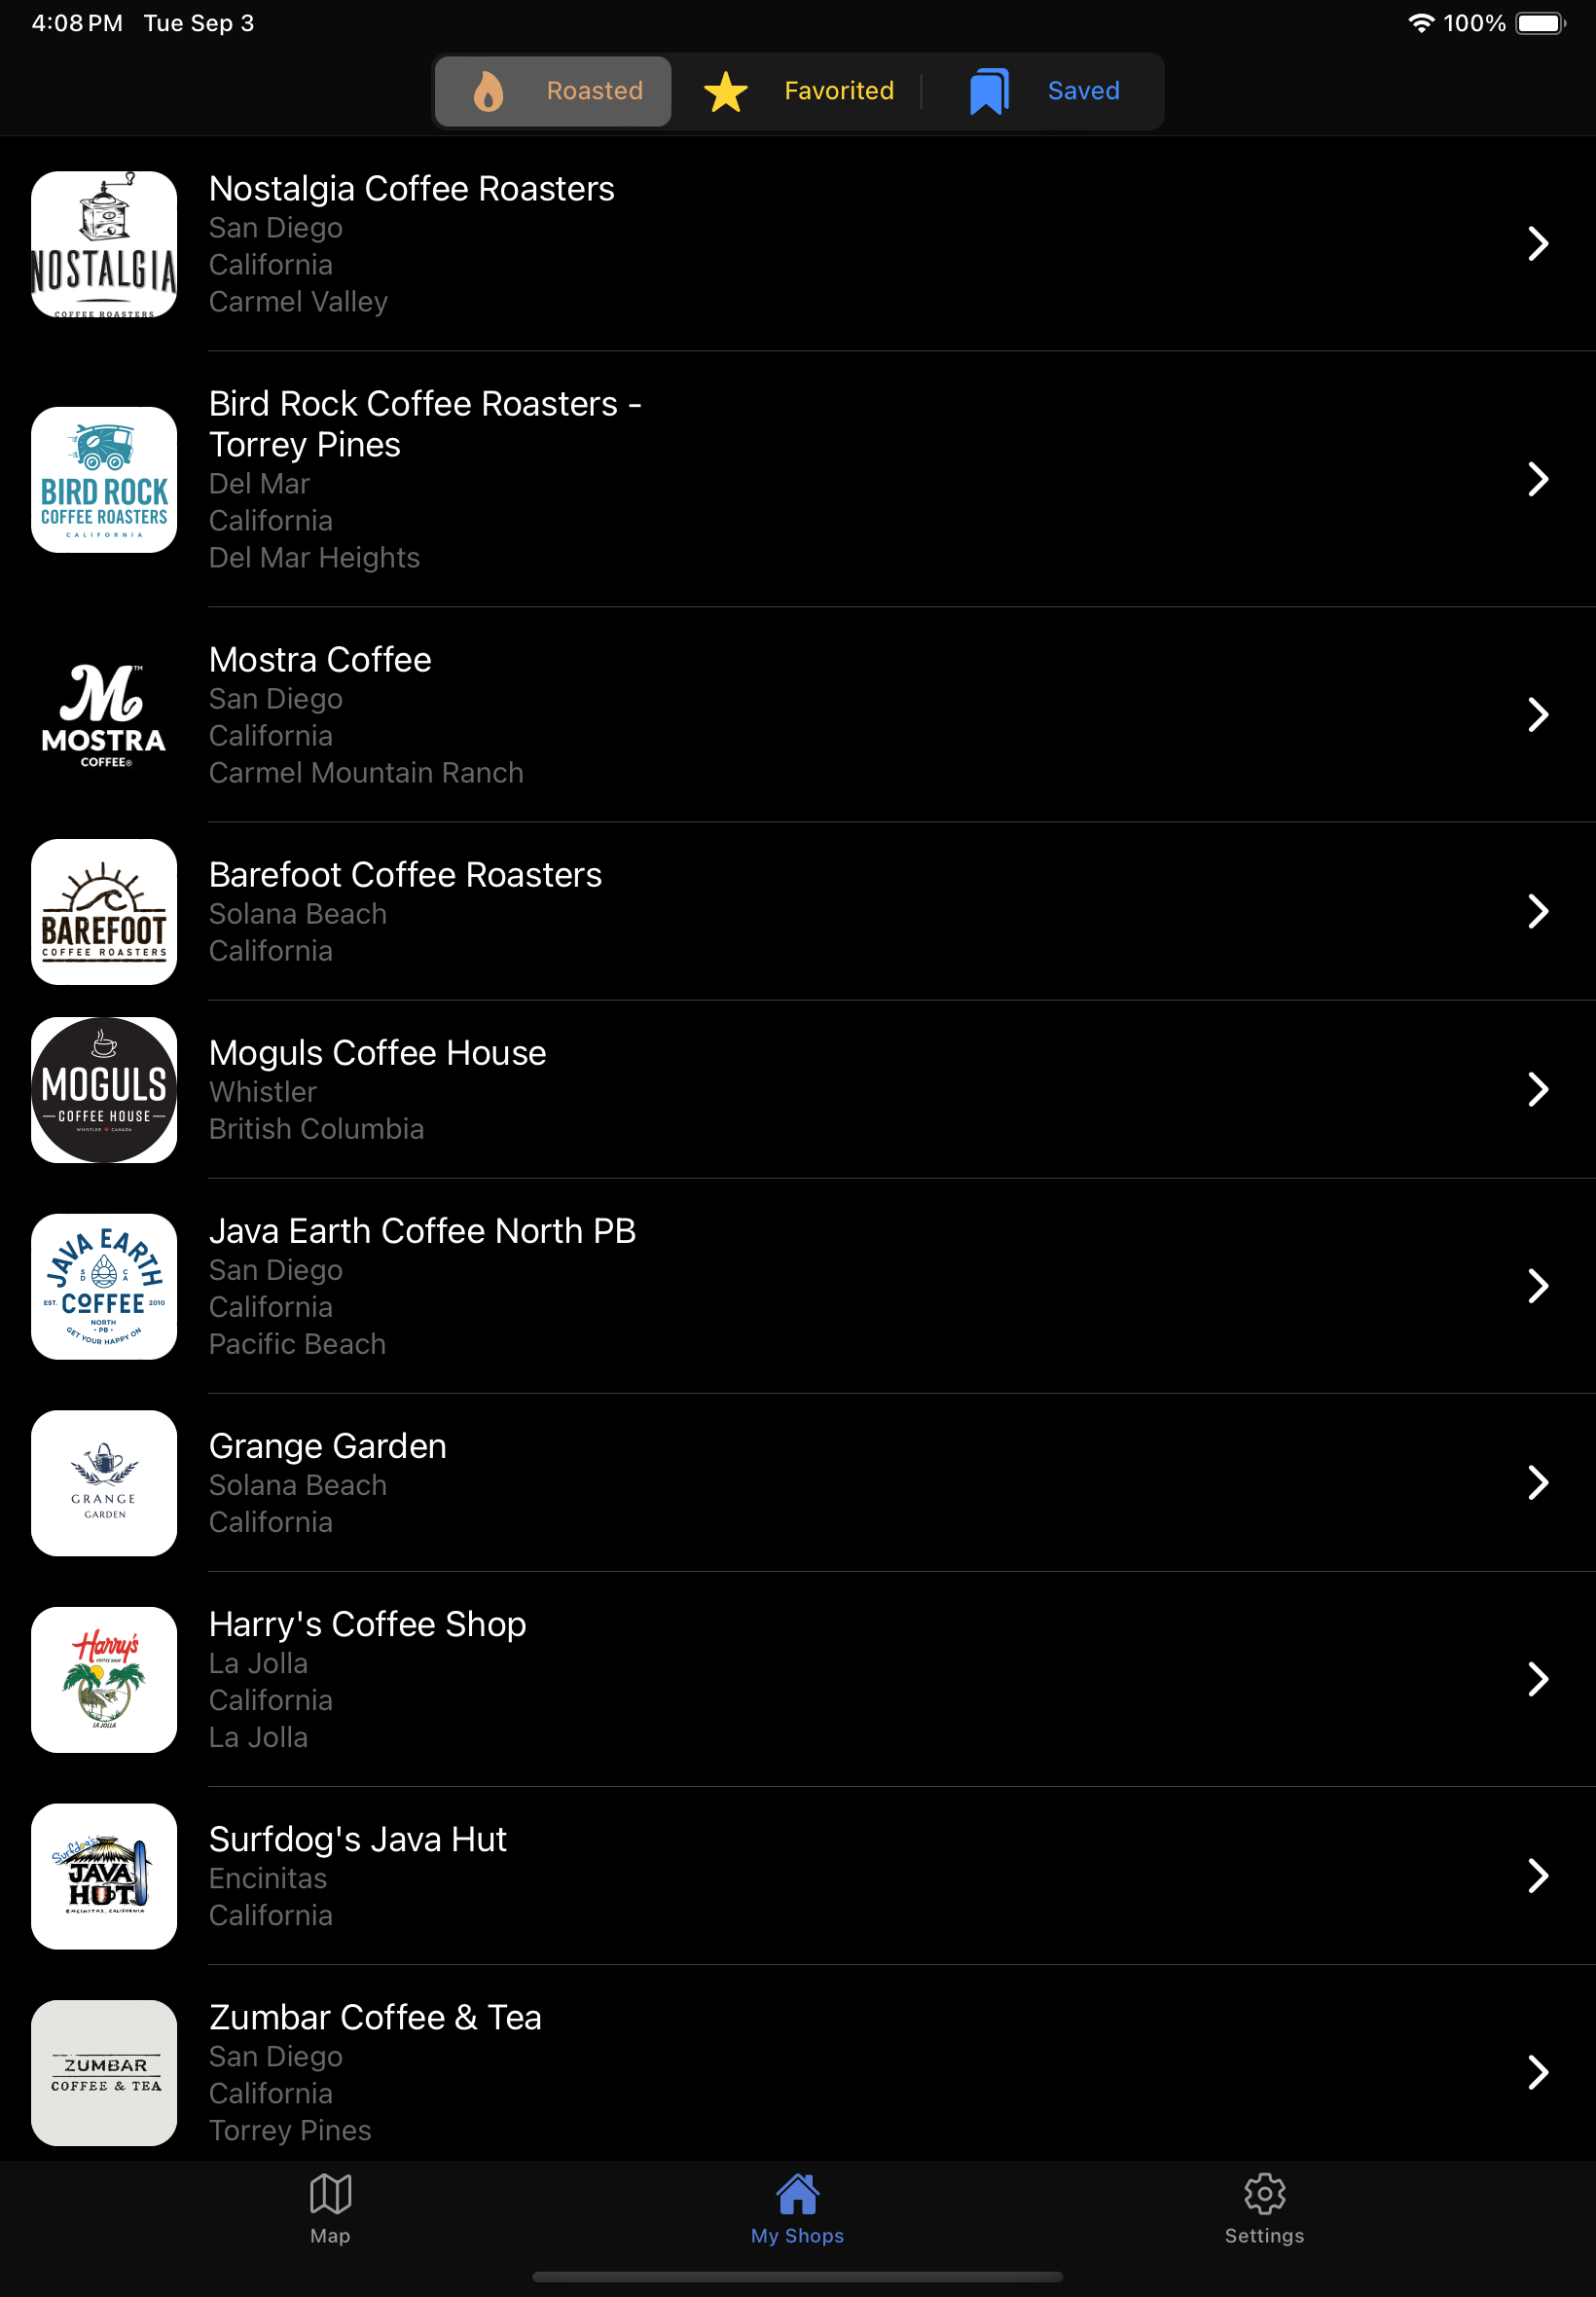 4:08 PM Tue Sep 3 100%
Roasted Favorited Saved
NOSTALGIA
COFFEE ROASTERS
Nostalgia Coffee Roasters
San Diego
California
Carmel Valley
BIRD ROCK
COFFEE ROASTERS
CALIFORNIA
Bird Rock Coffee Roasters -
Torrey Pines
Del Mar
California
Del Mar Heights
M™
MOSTRA
COFFEE®
Mostra Coffee
San Diego
California
Carmel Mountain Ranch
BAREFOOT
COFFEE ROASTERS
Barefoot Coffee Roasters
Solana Beach
California
MOGULS
COFFEE HOUSE
WHISTLER CANADA
Moguls Coffee House
Whistler
British Columbia
JAVA EARTH
SD CA
EST. COFFEE 2010
NORTH
• PB •
GET YOUR HAPPY ON
Java Earth Coffee North PB
San Diego
California
Pacific Beach
GRANGE
GARDEN
Grange Garden
Solana Beach
California
Harry's
COFFEE SHOP
LA JOLLA
Harry's Coffee Shop
La Jolla
California
La Jolla
Surfdog's
JAVA
HUT
ENCINITAS, CALIFORNIA
Surfdog's Java Hut
Encinitas
California
ZUMBAR
COFFEE & TEA
Zumbar Coffee & Tea
San Diego
California
Torrey Pines
Map My Shops Settings